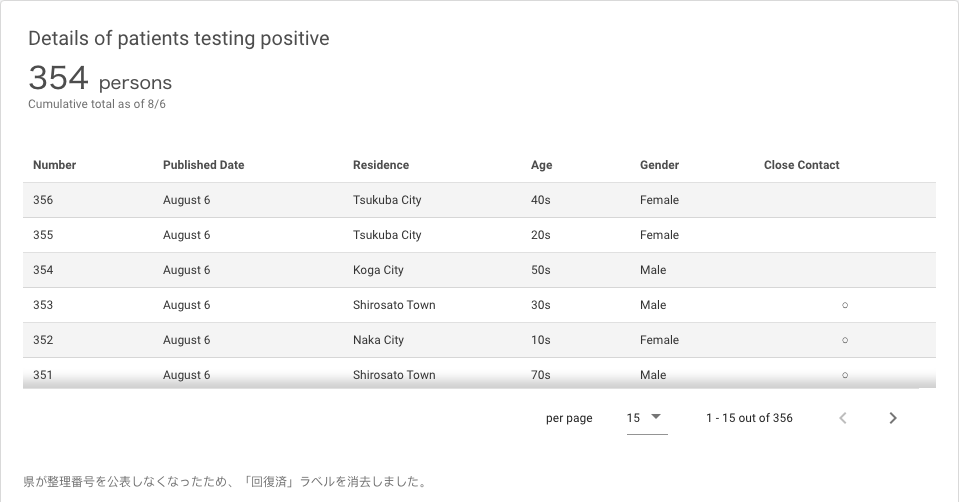 Details of patients testing positive
354 persons
Cumulative total as of 8/6
Number Published Date Residence Age Gender Close Contact
356 August 6 Tsukuba City 40s Female
355 August 6 Tsukuba City 20s Female
354 August 6 Koga City 50s Male
353 August 6 Shirosato Town 30s Male ○
352 August 6 Naka City 10s Female ○
351 August 6 Shirosato Town 70s Male ○
per page 15 1 - 15 out of 356
県が整理番号を公表しなくなったため、「回復済」ラベルを消去しました。